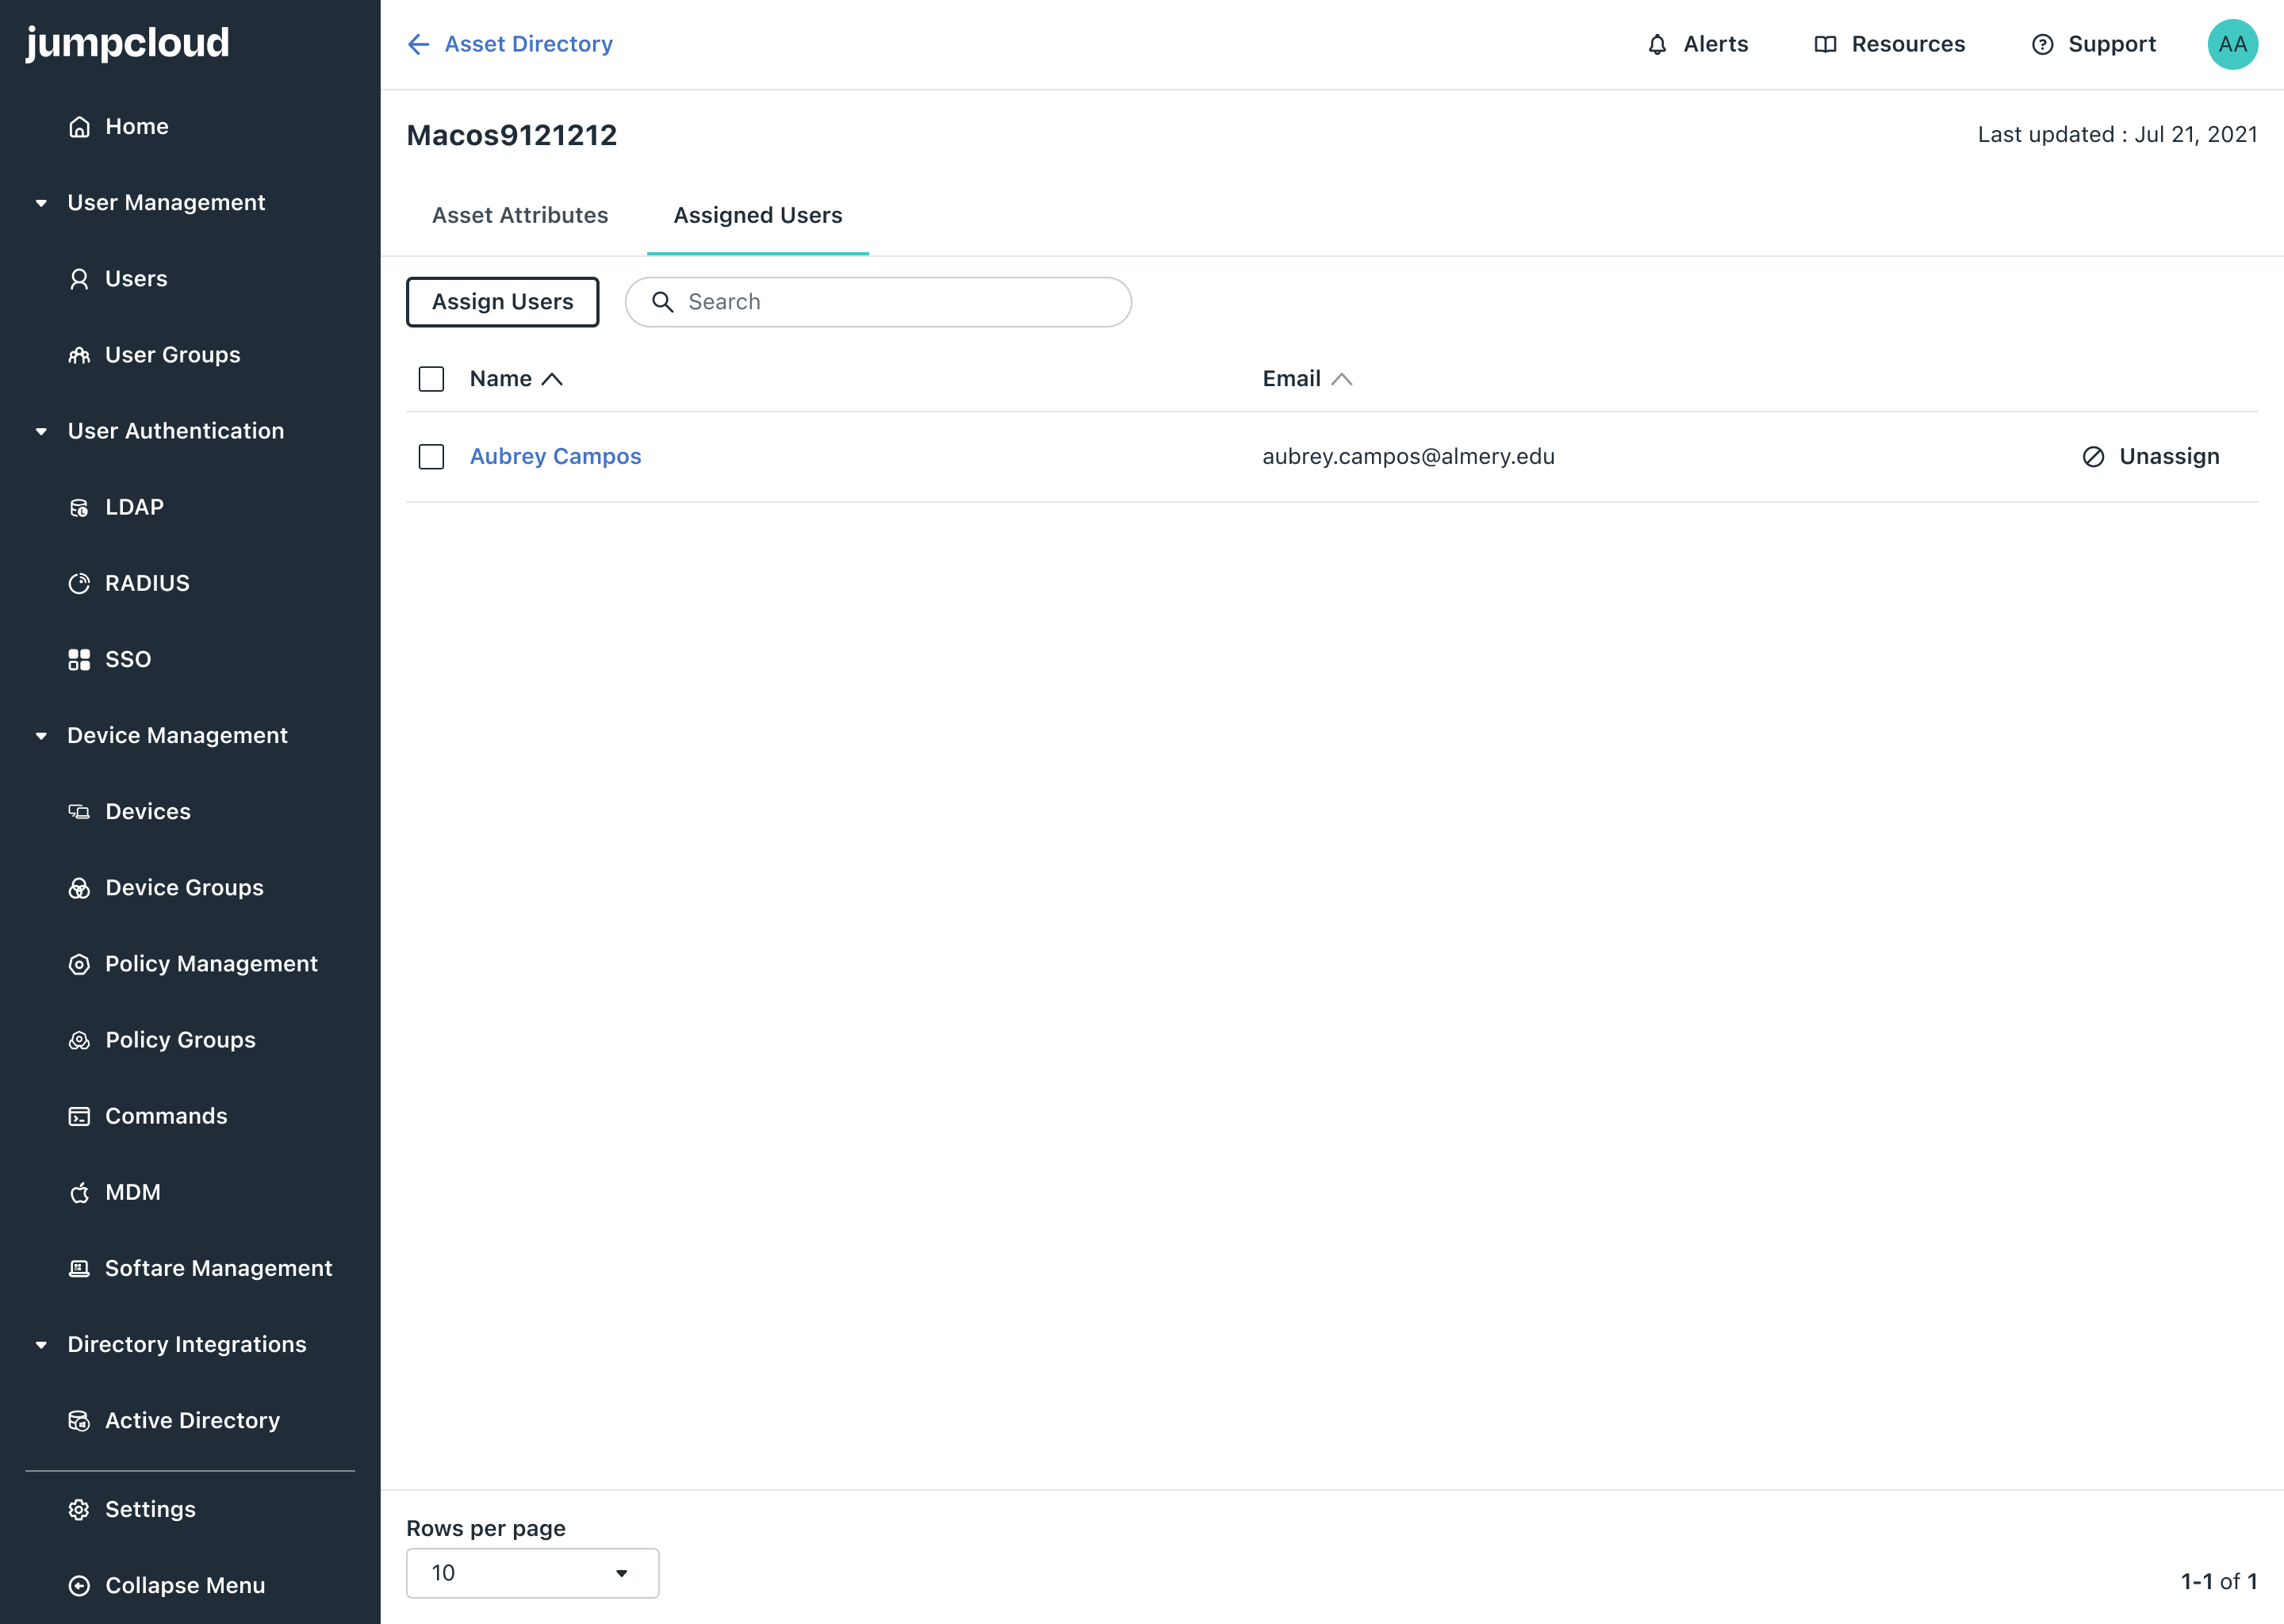 jumpcloud
Home
User Management
Users
User Groups
User Authentication
LDAP
RADIUS
SSO
Device Management
Devices
Device Groups
Policy Management
Policy Groups
Commands
MDM
Softare Management
Directory Integrations
Active Directory
Settings
Collapse Menu
Asset Directory
Alerts
Resources
Support
AA
Macos9121212
Last updated : Jul 21, 2021
Asset Attributes
Assigned Users
Assign Users
Search
Name
Email
Aubrey Campos
aubrey.campos@almery.edu
Unassign
Rows per page
10
1-1 of 1